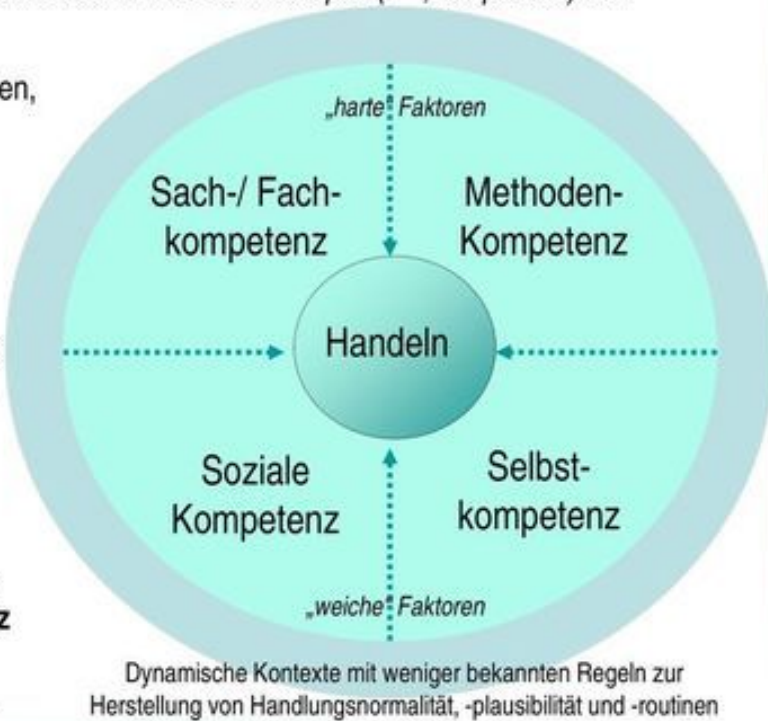 en,
„harte" Faktoren
Sach-/ Fach-
kompetenz
Methoden-
Kompetenz
Handeln
Soziale
Kompetenz
Selbst-
kompetenz
z
„weiche" Faktoren
Dynamische Kontexte mit weniger bekannten Regeln zur
Herstellung von Handlungsnormalität, -plausibilität und -routinen